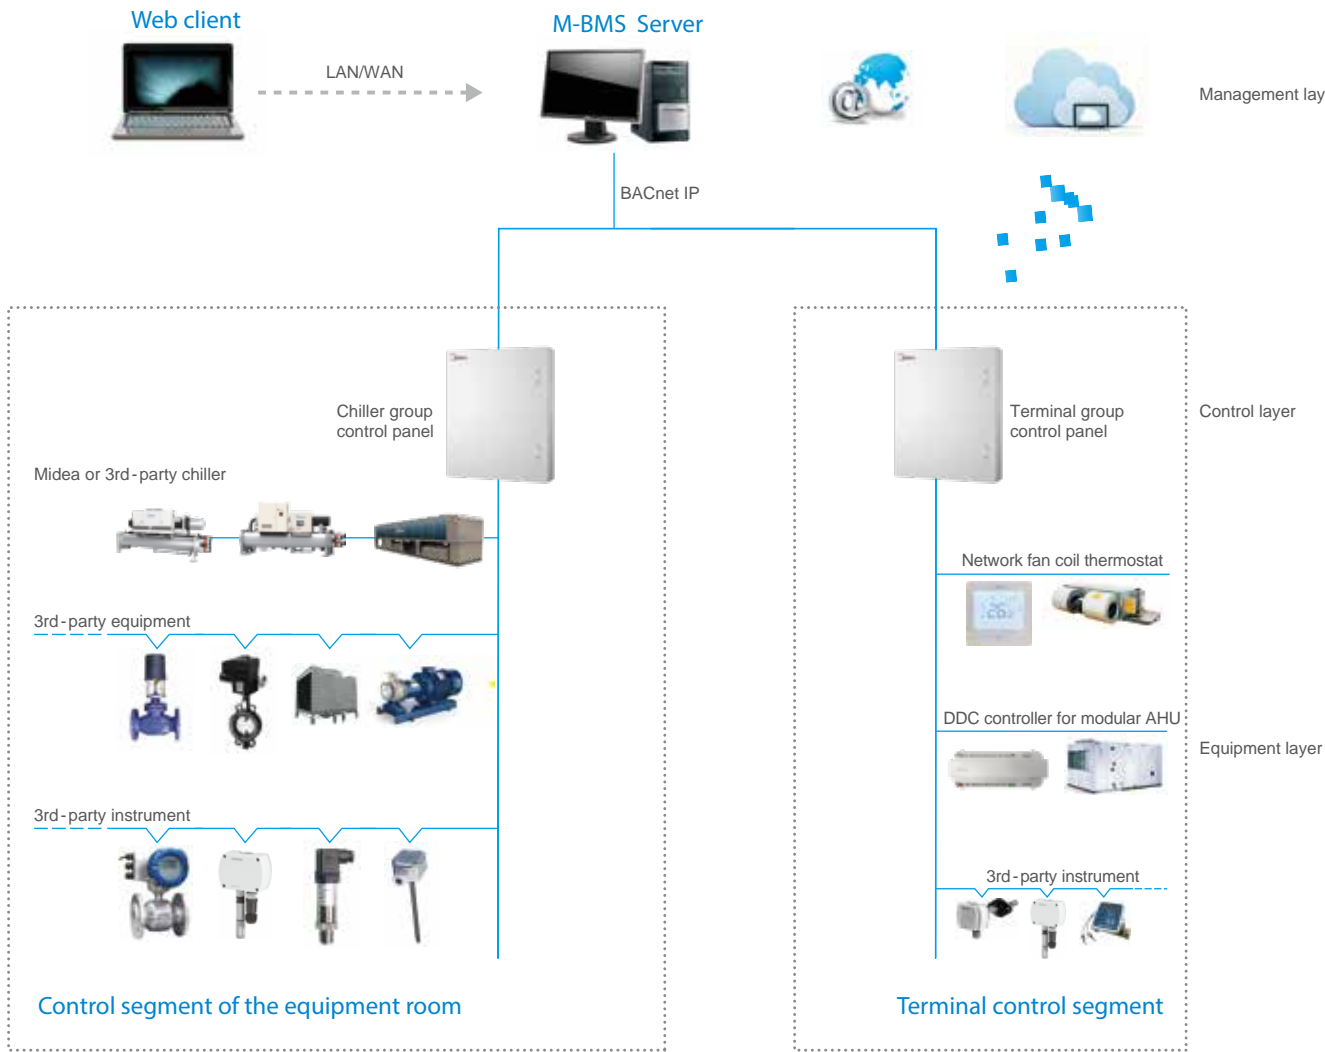 Web client
M-BMS Server
LAN/WAN
Management lay
BACnet IP
Chiller group
control panel
Terminal group
control panel
Control layer
Midea or 3rd-party chiller
Network fan coil thermostat
3rd-party equipment
DDC controller for modular AHU
Equipment layer
3rd-party instrument
3rd-party instrument
Control segment of the equipment room
Terminal control segment